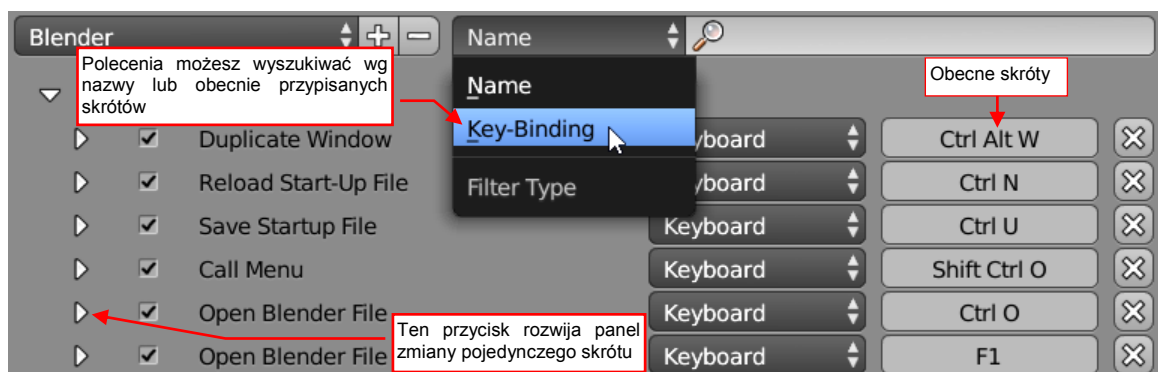 Blender
Name
Polecenia możesz wyszukiwać wg
nazwy lub obecnie przypisanych
skrótów
Name
Key-Binding
Filter Type
Obecne skróty
Duplicate Window yboard Ctrl Alt W
Reload Start-Up File yboard Ctrl N
Save Startup File Keyboard Ctrl U
Call Menu Keyboard Shift Ctrl O
Open Blender File Keyboard Ctrl O
Ten przycisk rozwija panel
zmiany pojedynczego skrótu
Open Blender File Keyboard F1